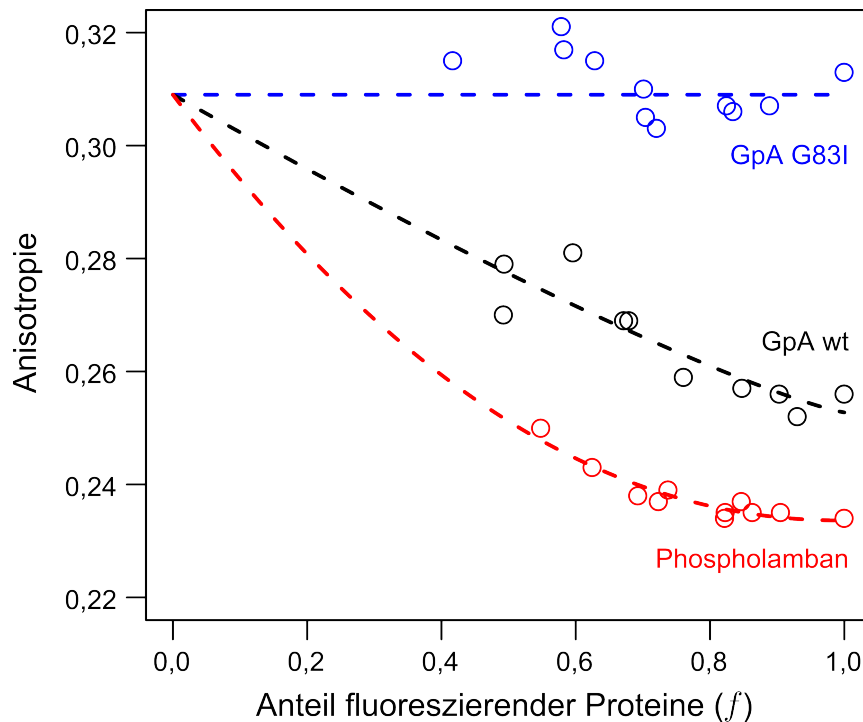 0,32
0,30
0,28
0,26
0,24
0,22
Anisotropie
GpA G83I
GpA wt
Phospholamban
0,0 0,2 0,4 0,6 0,8 1,0
Anteil fluoreszierender Proteine (f)